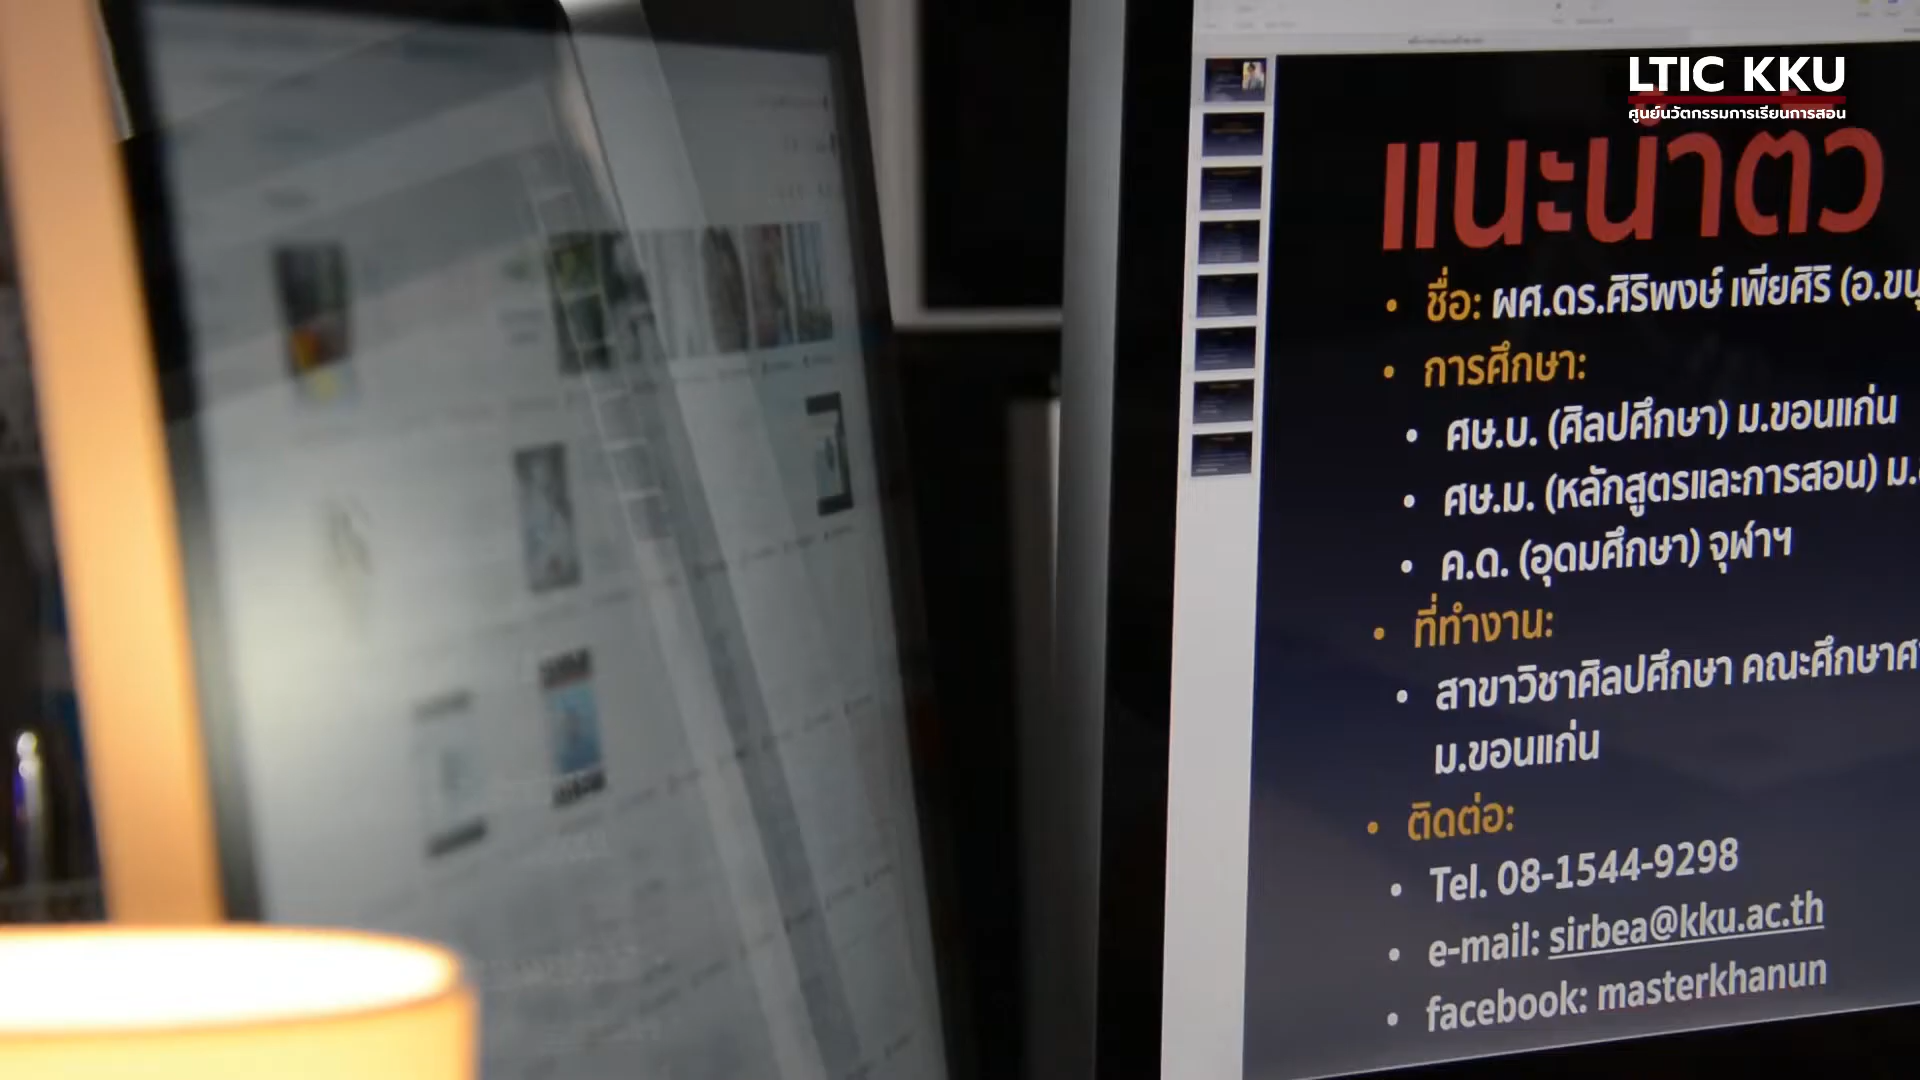 LTIC KKU
ศูนย์นวัตกรรมการเรียนการสอน
แนะนำตัว
• ชื่อ: ผศ.ดร.ศิริพงษ์ เพียศิริ (อ.ขนุ
• การศึกษา:
• ศษ.บ. (ศิลปศึกษา) ม.ขอนแก่น
• ศษ.ม. (หลักสูตรและการสอน) ม.
• ค.ด. (อุดมศึกษา) จุฬาฯ
• ที่ทำงาน:
• สาขาวิชาศิลปศึกษา คณะศึกษาศ
ม.ขอนแก่น
• ติดต่อ:
• Tel. 08-1544-9298
• e-mail: sirbea@kku.ac.th
• facebook: masterkhanun